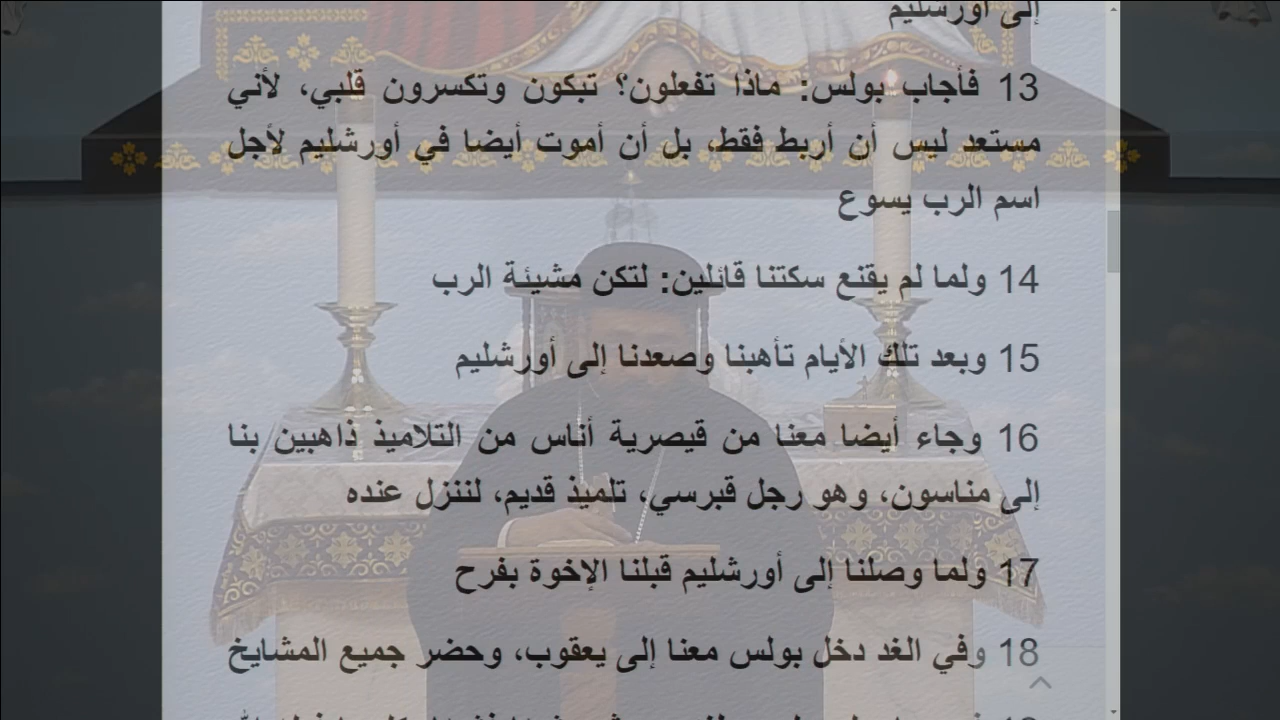 إلى أورشليم
13 فأجاب بولس: ماذا تفعلون؟ تبكون وتكسرون قلبي، لأني
مستعد ليس أن أربط فقط، بل أن أموت أيضا في أورشليم لأجل
اسم الرب يسوع
14 ولما لم يقنع سكتنا قائلين: لتكن مشيئة الرب
15 وبعد تلك الأيام تأهبنا وصعدنا إلى أورشليم
16 وجاء أيضا معنا من قيصرية أناس من التلاميذ ذاهبين بنا
إلى مناسون، وهو رجل قبرسي، تلميذ قديم، لننزل عنده
17 ولما وصلنا إلى أورشليم قبلنا الإخوة بفرح
18 وفي الغد دخل بولس معنا إلى يعقوب، وحضر جميع المشايخ